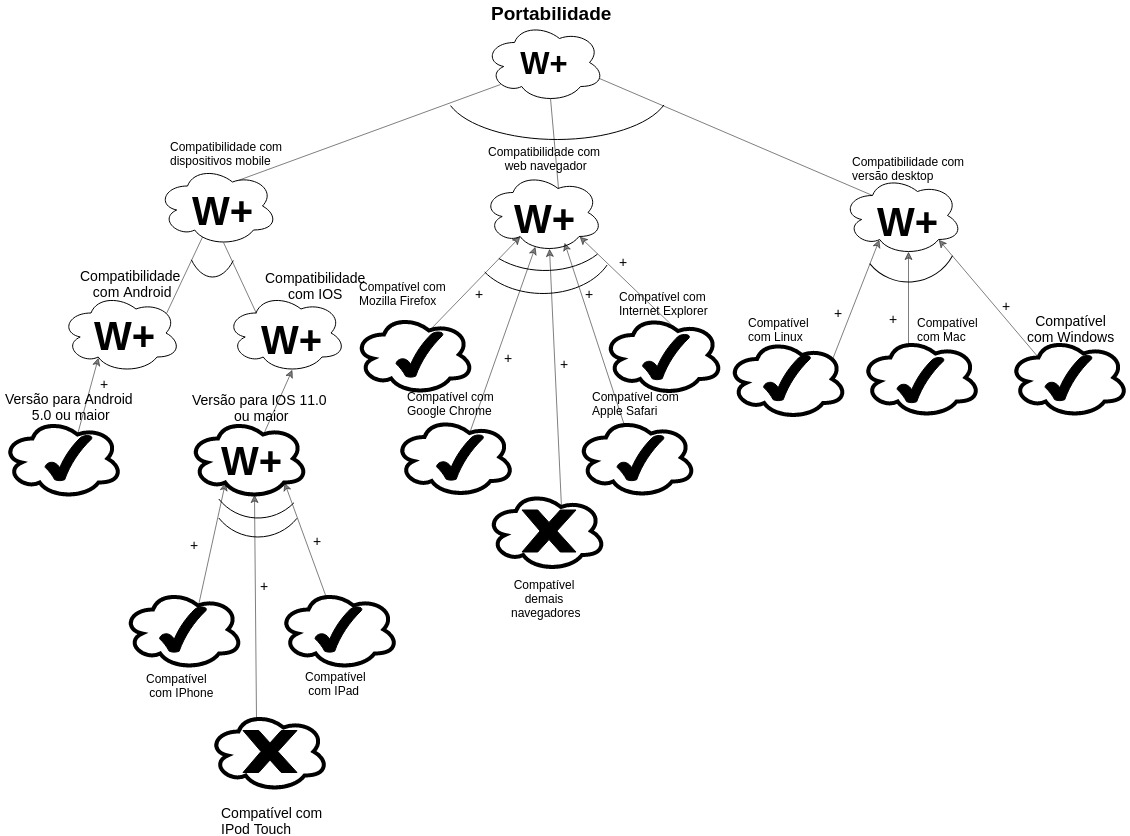 Portabilidade
W+
Compatibilidade com
dispositivos mobile
W+
Compatibilidade com
web navegador
W+
Compatibilidade com
versão desktop
W+
Compatibilidade
com Android
W+
Compatibilidade
com IOS
W+
Compatível com
Mozilla Firefox
+
+
+
Compatível com
Internet Explorer
Compatível
com Linux
+
+
Compatível
com Mac
+
Compatível
com Windows
+
+
Compatível com
Google Chrome
Compatível com
Apple Safari
+
Versão para Android
5.0 ou maior
Versão para IOS 11.0
ou maior
W+
Compatível
demais
navegadores
+
+
+
Compatível
com IPhone
Compatível
com IPad
Compatível com
IPod Touch